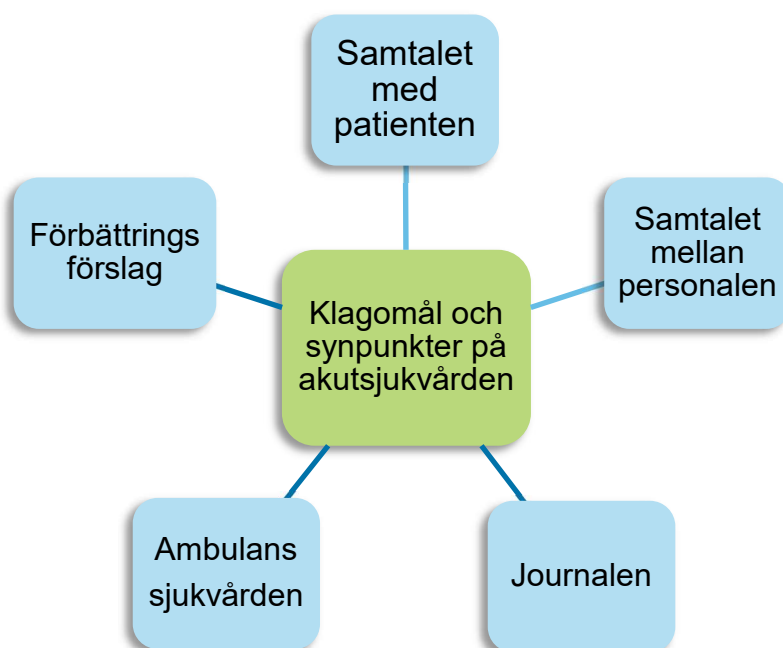 Samtalet
med
patienten
Förbättrings
förslag
Samtalet
mellan
personalen
Klagomål och
synpunkter på
akutsjukvården
Ambulans
sjukvården
Journalen